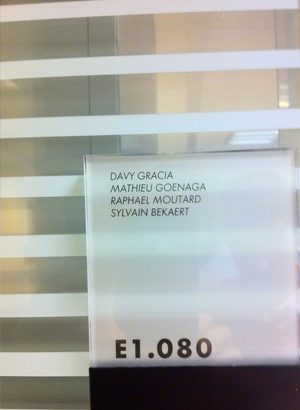 DAVY GRACIA
MATHIEU GOENAGA
RAPHAEL MOUTARD
SYLVAIN BEKAERT
E1.080